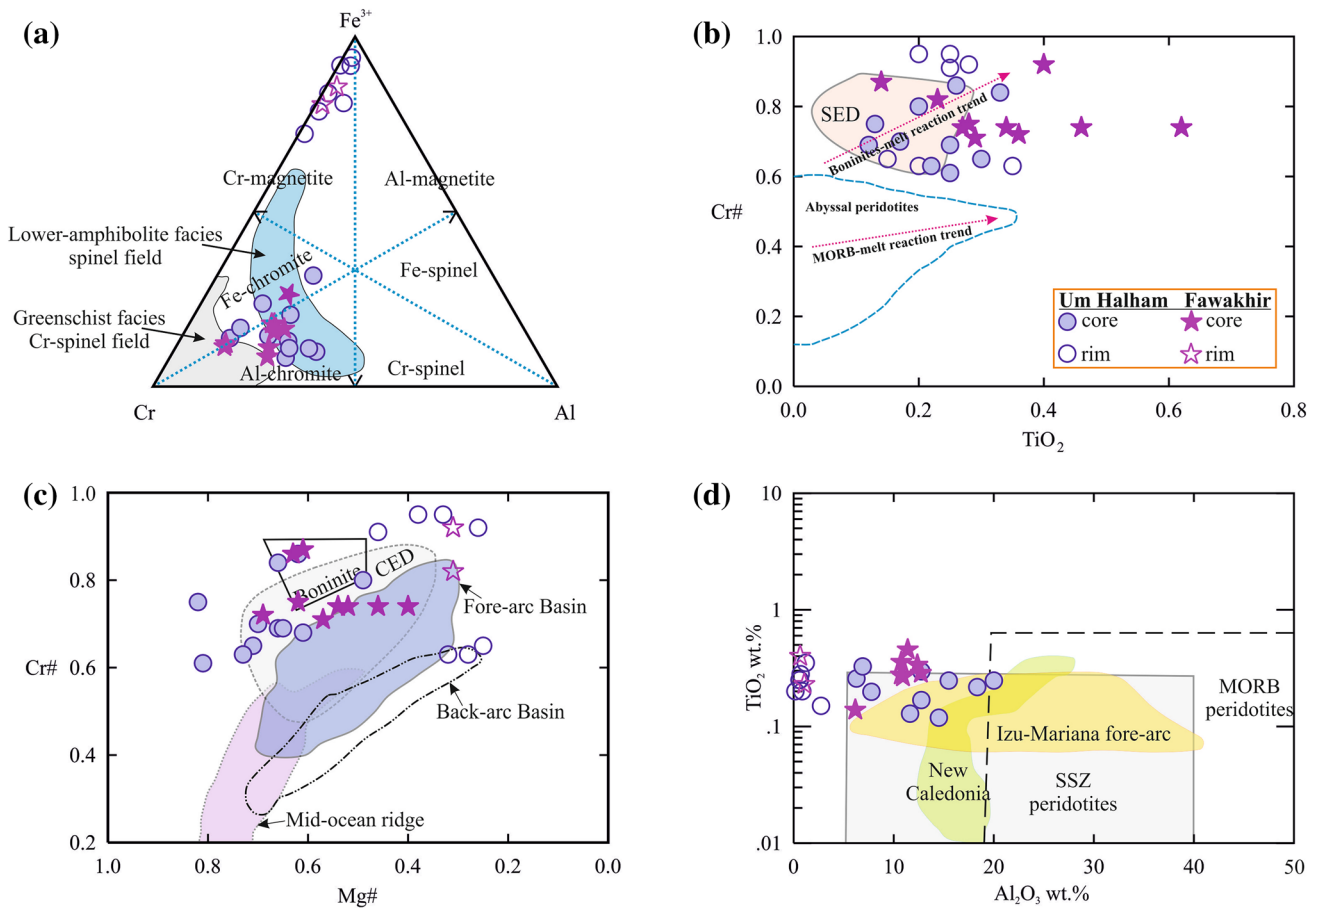 (a)
Fe³⁺
Cr-magnetite
Al-magnetite
Lower-amphibolite facies
spinel field
Fe-chromite
Fe-spinel
Greenschist facies
Cr-spinel field
Al-chromite
Cr-spinel
Cr
Al
(b)
1.0
0.8
0.6
0.4
0.2
0.0
Cr#
SED
Boninites-melt reaction trend
Abyssal peridotites
MORB-melt reaction trend
Um Halham Fawakhir
core core
rim rim
0.0 0.2 0.4 0.6 0.8
TiO₂
(c)
1.0
0.8
0.6
0.4
0.2
Cr#
Boninite
CED
Fore-arc Basin
Back-arc Basin
Mid-ocean ridge
1.0 0.8 0.6 0.4 0.2 0.0
Mg#
(d)
10
1
.1
.01
TiO₂ wt.%
MORB
peridotites
Izu-Mariana fore-arc
New
Caledonia
SSZ
peridotites
0 10 20 30 40 50
Al₂O₃ wt.%